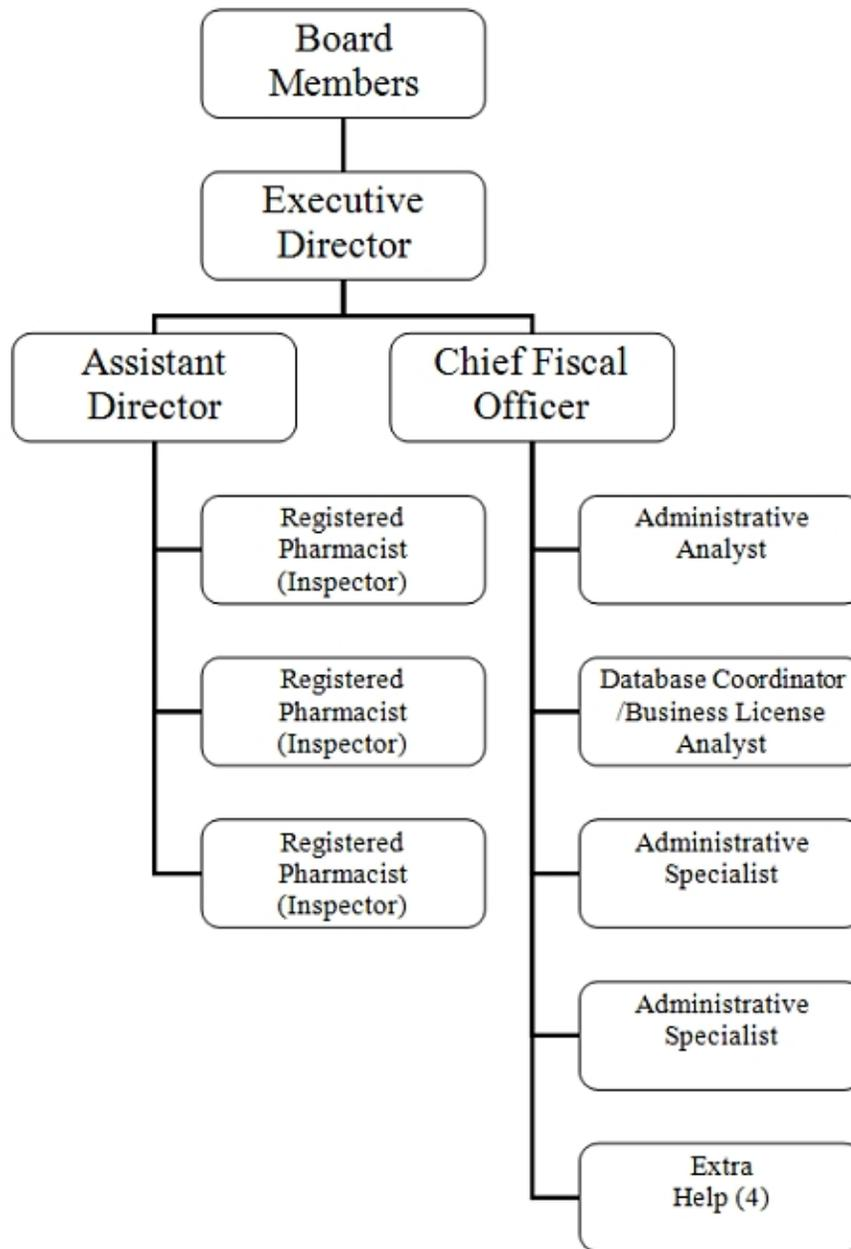 Board
Members
Executive
Director
Assistant
Director
Chief Fiscal
Officer
Registered
Pharmacist
(Inspector)
Registered
Pharmacist
(Inspector)
Registered
Pharmacist
(Inspector)
Administrative
Analyst
Database Coordinator
/Business License
Analyst
Administrative
Specialist
Administrative
Specialist
Extra
Help (4)